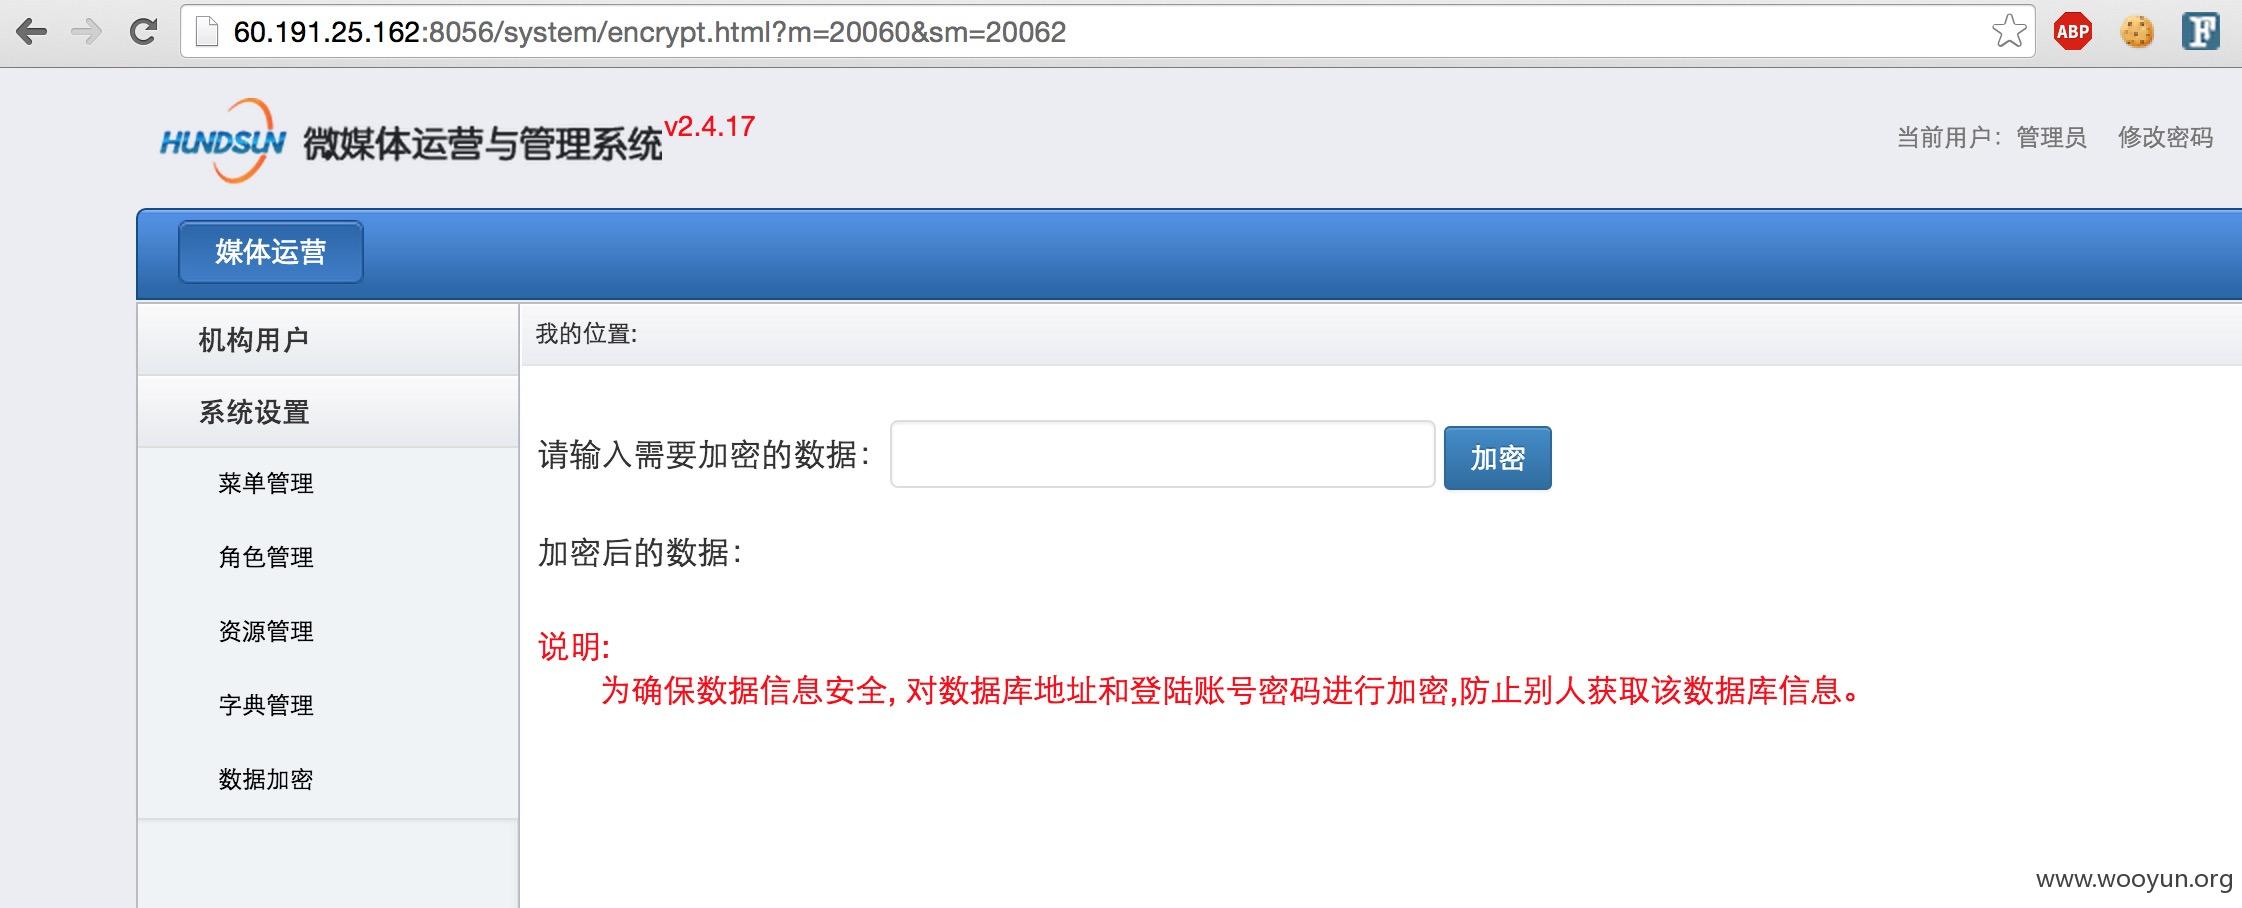 60.191.25.162:8056/system/encrypt.html?m=20060&sm=20062
ABP
F
HUNDSUN 微媒体运营与管理系统 v2.4.17
当前用户：管理员 修改密码
媒体运营
机构用户
我的位置:
系统设置
请输入需要加密的数据：
加密
菜单管理
加密后的数据：
角色管理
资源管理
说明:
为确保数据信息安全, 对数据库地址和登陆账号密码进行加密,防止别人获取该数据库信息。
字典管理
数据加密
www.wooyun.org